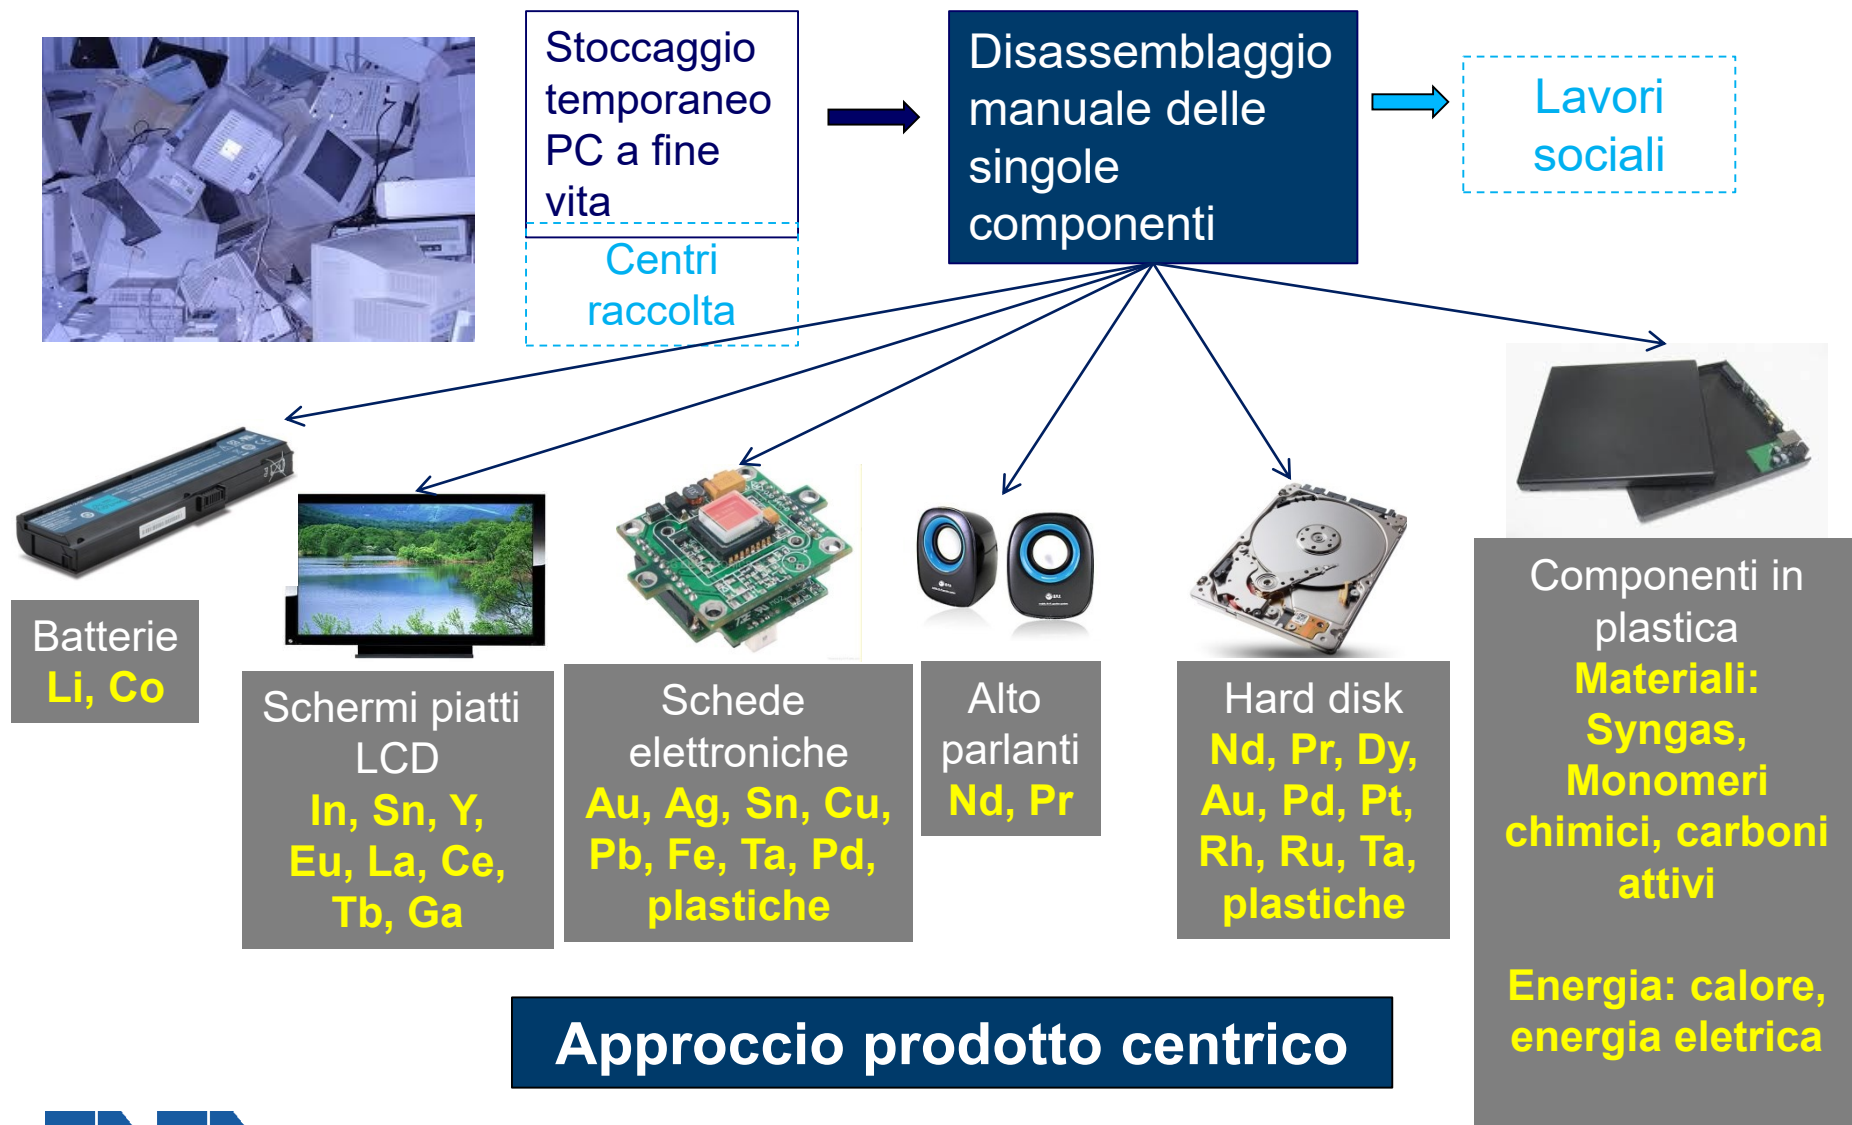 Stoccaggio
temporaneo
PC a fine
vita
Centri
raccolta
Disassemblaggio
manuale delle
singole
componenti
Lavori
sociali
Batterie
Li, Co
Schermi piatti
LCD
In, Sn, Y,
Eu, La, Ce,
Tb, Ga
Schede
elettroniche
Au, Ag, Sn, Cu,
Pb, Fe, Ta, Pd,
plastiche
Alto
parlanti
Nd, Pr
Hard disk
Nd, Pr, Dy,
Au, Pd, Pt,
Rh, Ru, Ta,
plastiche
Componenti in
plastica
Materiali:
Syngas,
Monomeri
chimici, carboni
attivi
Energia: calore,
energia eletrica
Approccio prodotto centrico